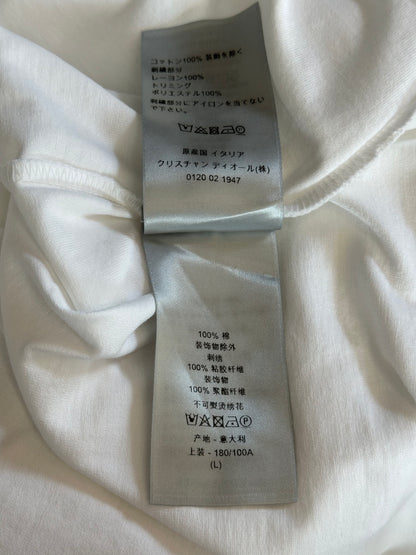 コットン100% 装飾を除く
刺繍部分
レーヨン100%
トリミング
ポリエステル100%
刺繍部分にアイロンを当てない
で下さい。
原産国 イタリア
クリスチャン ディオール(株)
0120 02 1947
100% 棉
装饰物除外
刺绣
100% 粘胶纤维
装饰物
100% 聚酯纤维
不可熨烫绣花
产地 - 意大利
上装 - 180/100A
(L)